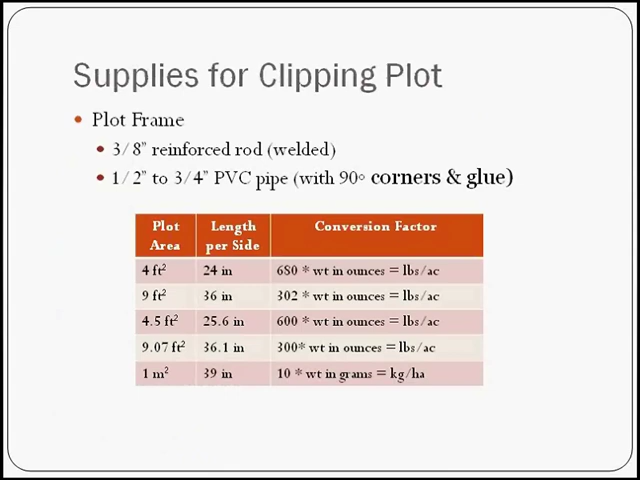 Supplies for Clipping Plot
Plot Frame
3/8” reinforced rod (welded)
1/2” to 3/4” PVC pipe (with 90° corners & glue)
Plot Area | Length per Side | Conversion Factor
4 ft² | 24 in | 680 * wt in ounces = lbs/ac
9 ft² | 36 in | 302 * wt in ounces = lbs/ac
4.5 ft² | 25.6 in | 600 * wt in ounces = lbs/ac
9.07 ft² | 36.1 in | 300* wt in ounces = lbs/ac
1 m² | 39 in | 10 * wt in grams = kg/ha